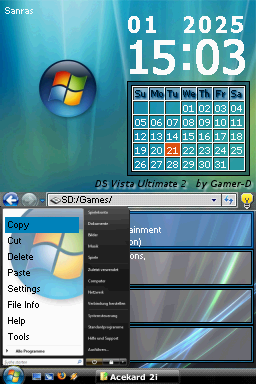 Sanras
01 2025
15:03
Su Mo Tu We Th Fr Sa
01 02 03 04
05 06 07 08 09 10 11
12 13 14 15 16 17 18
19 20 21 22 23 24 25
26 27 28 29 30 31
DS Vista Ultimate 2 by Gamer-D
SD:/Games/
Copy
Cut
Delete
Paste
Settings
File Info
Help
Tools
Alle Programme
Dokumente
Bilder
Musik
Spiele
Zuletzt verwendet
Computer
Netzwerk
Verbindung herstellen
Systemsteuerung
Standardprogramme
Hilfe und Support
Ausführen...
tainment
on)
ons,
Acekard 2i